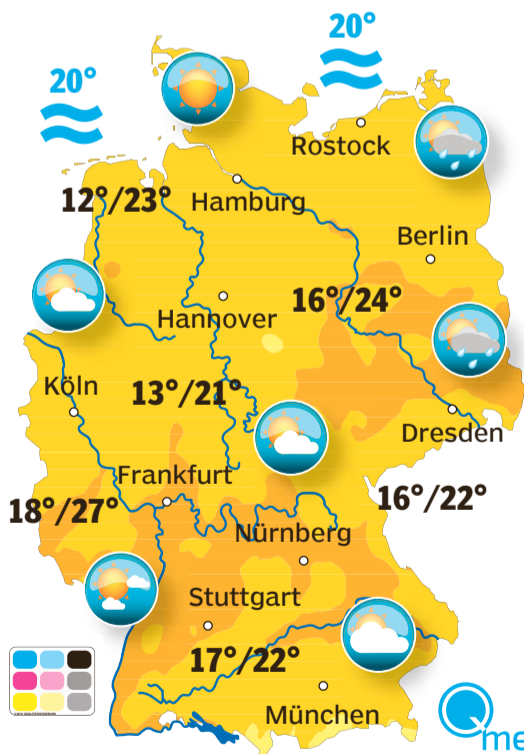 20°
20°
Rostock
12°/23°
Hamburg
Berlin
16°/24°
Hannover
Köln
13°/21°
Dresden
Frankfurt
16°/22°
18°/27°
Nürnberg
Stuttgart
17°/22°
München
Q
me